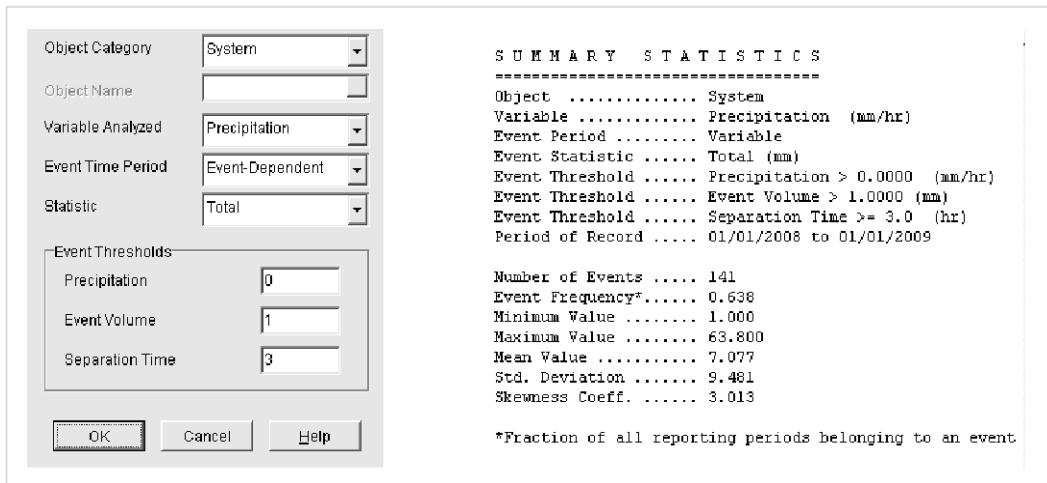 Object Category System
Object Name
Variable Analyzed Precipitation
Event Time Period Event-Dependent
Statistic Total
Event Thresholds
Precipitation 0
Event Volume 1
Separation Time 3
OK Cancel Help
S U M M A R Y   S T A T I S T I C S
===================================
Object .............. System
Variable ............ Precipitation (mm/hr)
Event Period ........ Variable
Event Statistic ...... Total (mm)
Event Threshold ...... Precipitation > 0.0000 (mm/hr)
Event Threshold ...... Event Volume > 1.0000 (mm)
Event Threshold ...... Separation Time >= 3.0 (hr)
Period of Record ..... 01/01/2008 to 01/01/2009
Number of Events ..... 141
Event Frequency*...... 0.638
Minimum Value ........ 1.000
Maximum Value ........ 63.800
Mean Value ........... 7.077
Std. Deviation ....... 9.481
Skewness Coeff. ...... 3.013
*Fraction of all reporting periods belonging to an event